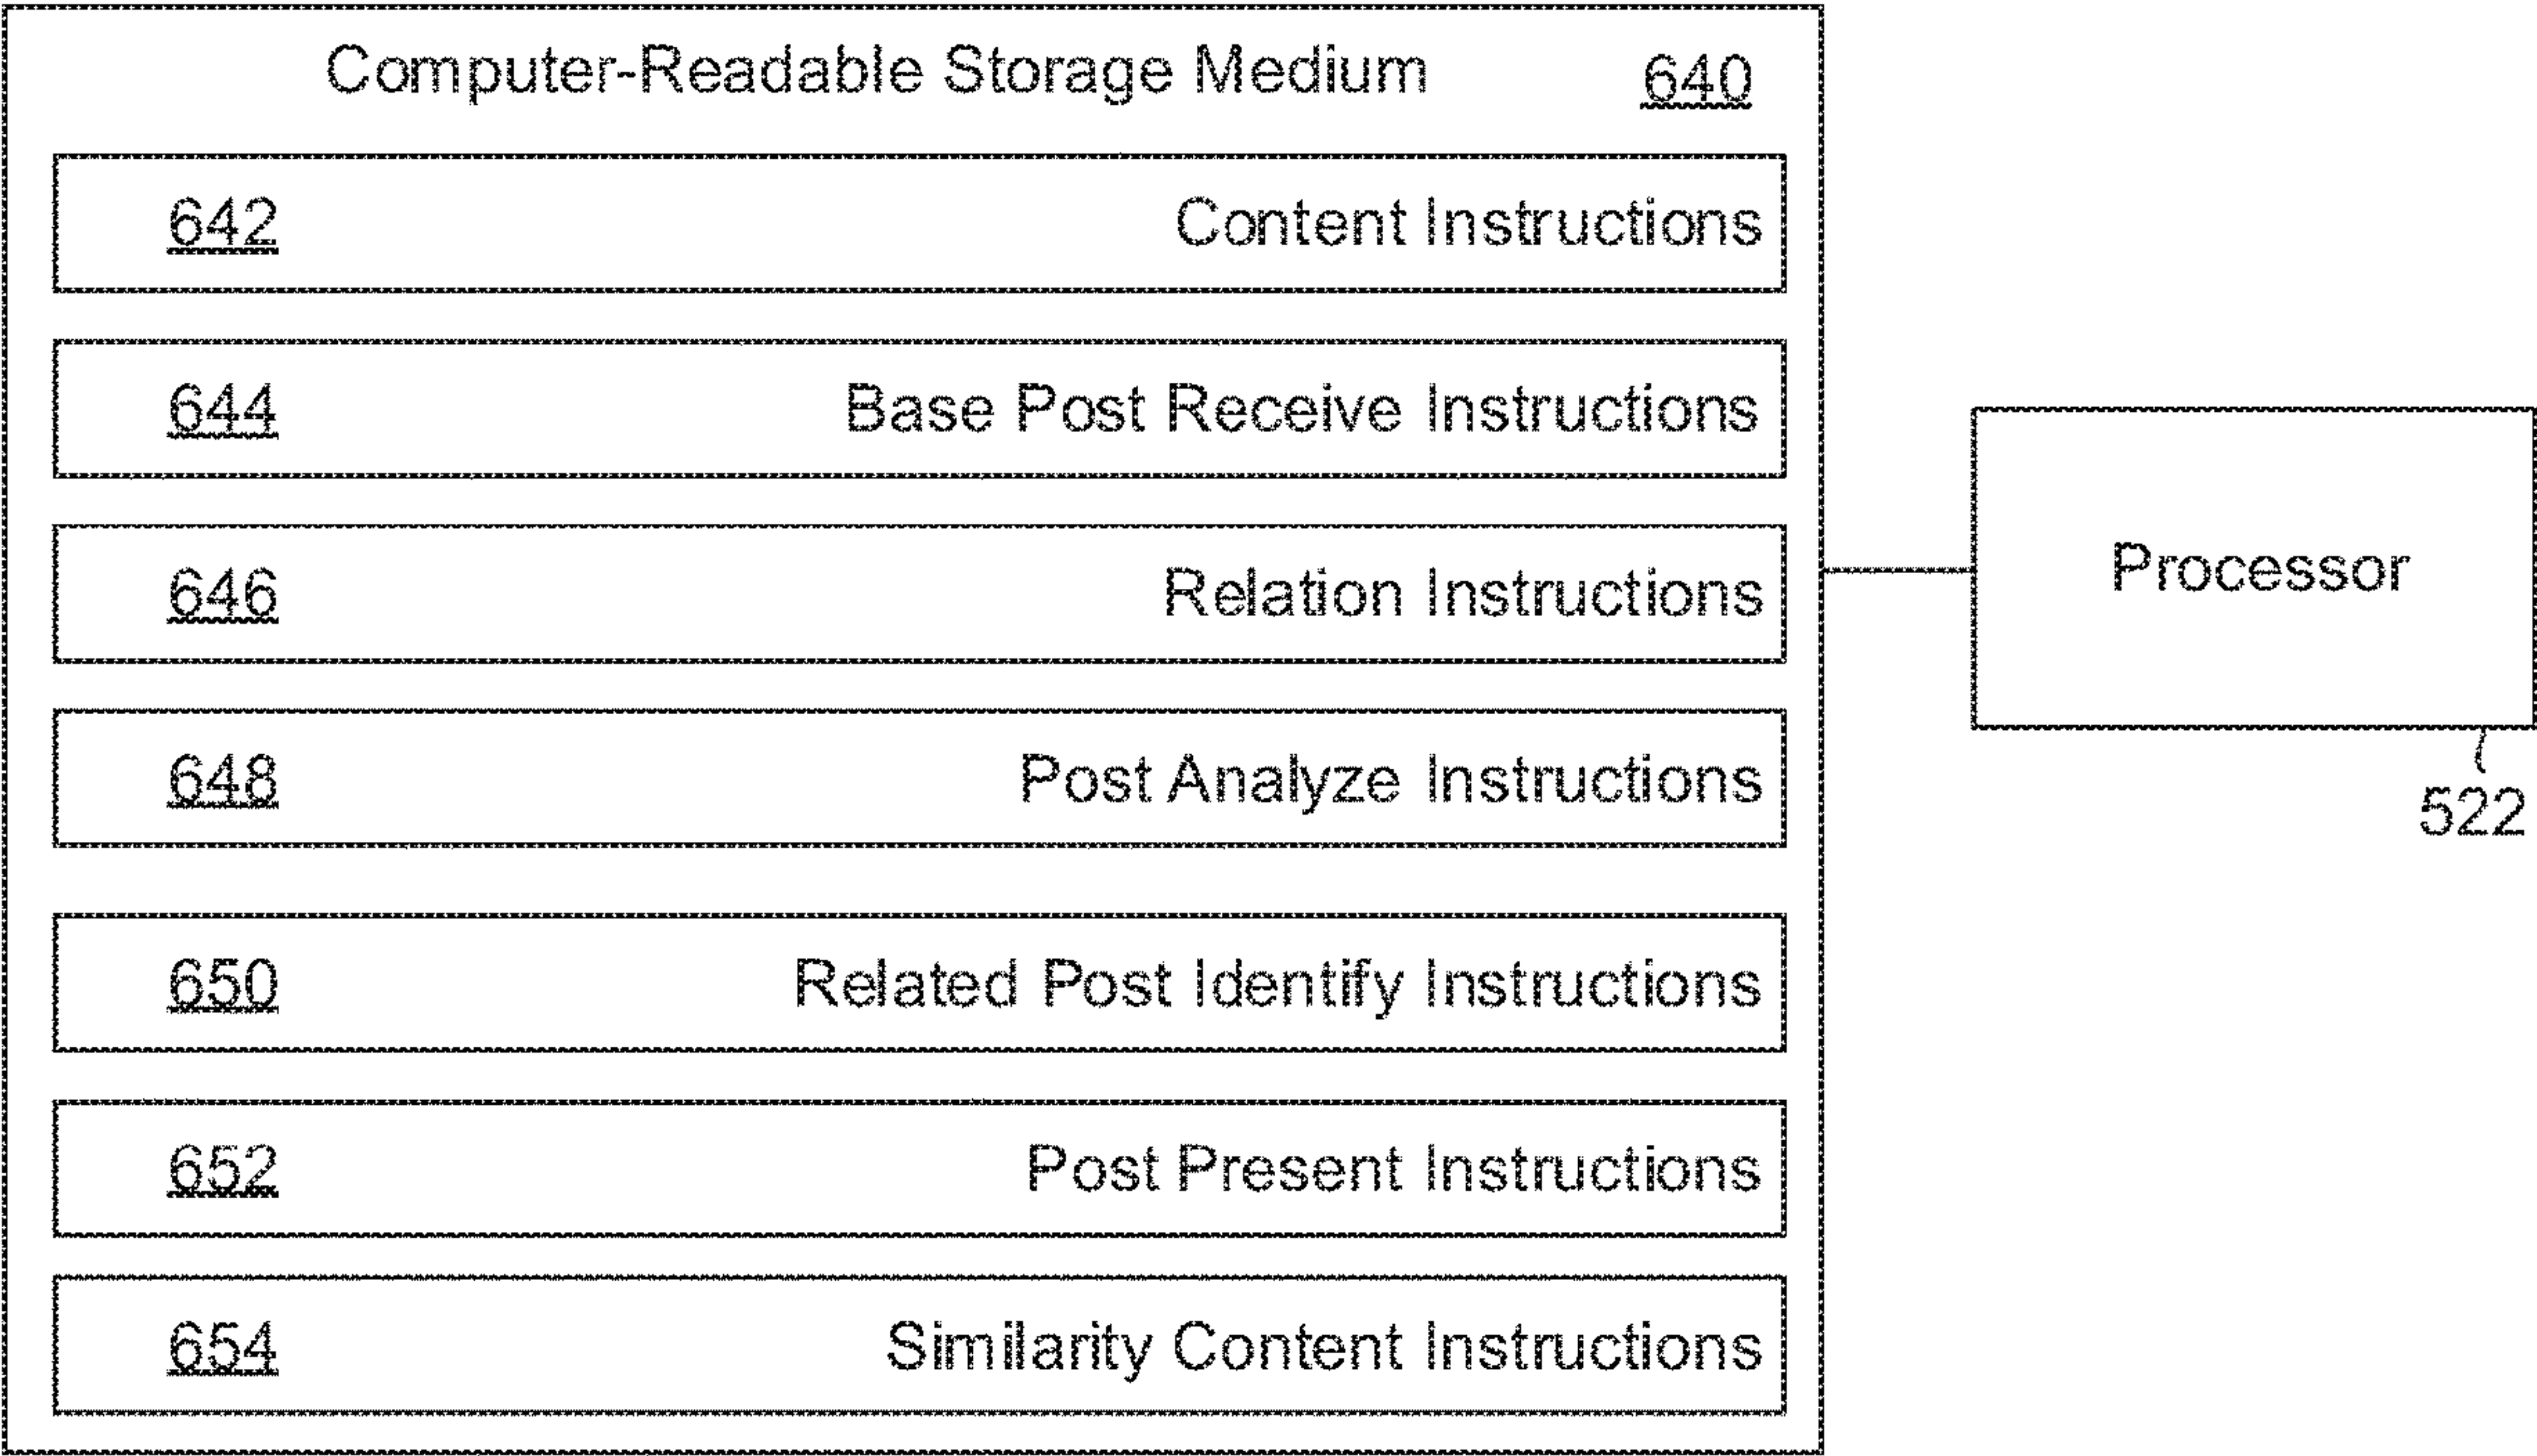 Computer-Readable Storage Medium 640
642 Content Instructions
644 Base Post Receive Instructions
646 Relation Instructions
648 Post Analyze Instructions
650 Related Post Identify Instructions
652 Post Present Instructions
654 Similarity Content Instructions
Processor
522